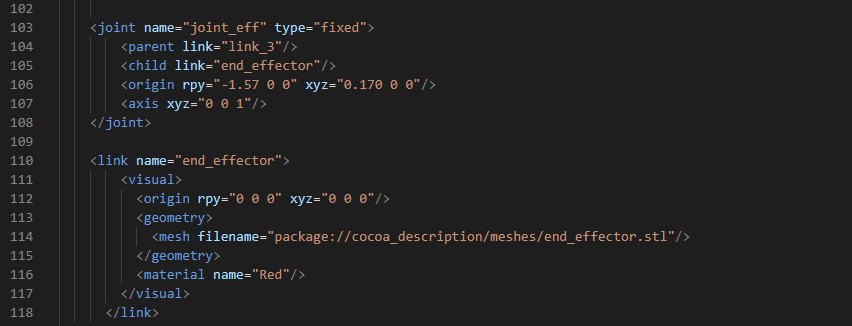 102
103 <joint name="joint_eff" type="fixed">
104 <parent link="link_3"/>
105 <child link="end_effector"/>
106 <origin rpy="-1.57 0 0" xyz="0.170 0 0"/>
107 <axis xyz="0 0 1"/>
108 </joint>
109
110 <link name="end_effector">
111 <visual>
112 <origin rpy="0 0 0" xyz="0 0 0"/>
113 <geometry>
114 <mesh filename="package://cocoa_description/meshes/end_effector.stl"/>
115 </geometry>
116 <material name="Red"/>
117 </visual>
118 </link>